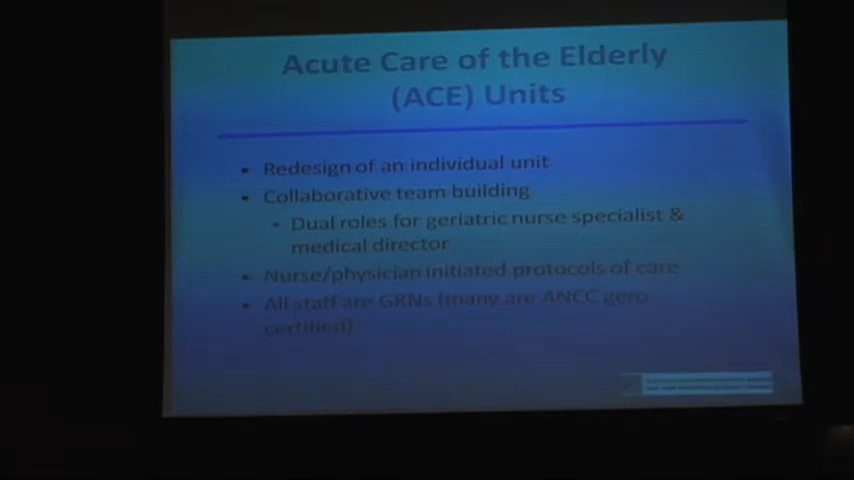 Acute Care of the Elderly
(ACE) Units
▪ Redesign of an individual unit
▪ Collaborative team building
▪ Dual roles for geriatric nurse specialist &
medical director
▪ Nurse/physician initiated protocols of care
▪ All staff are GRNs (many are ANCC gero
certified)